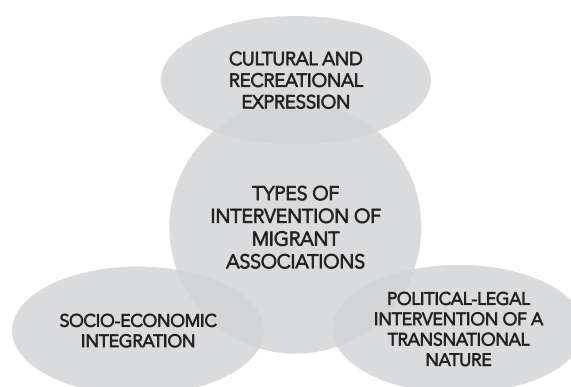 CULTURAL AND
RECREATIONAL
EXPRESSION
TYPES OF
INTERVENTION OF
MIGRANT
ASSOCIATIONS
SOCIO-ECONOMIC
INTEGRATION
POLITICAL-LEGAL
INTERVENTION OF A
TRANSNATIONAL
NATURE